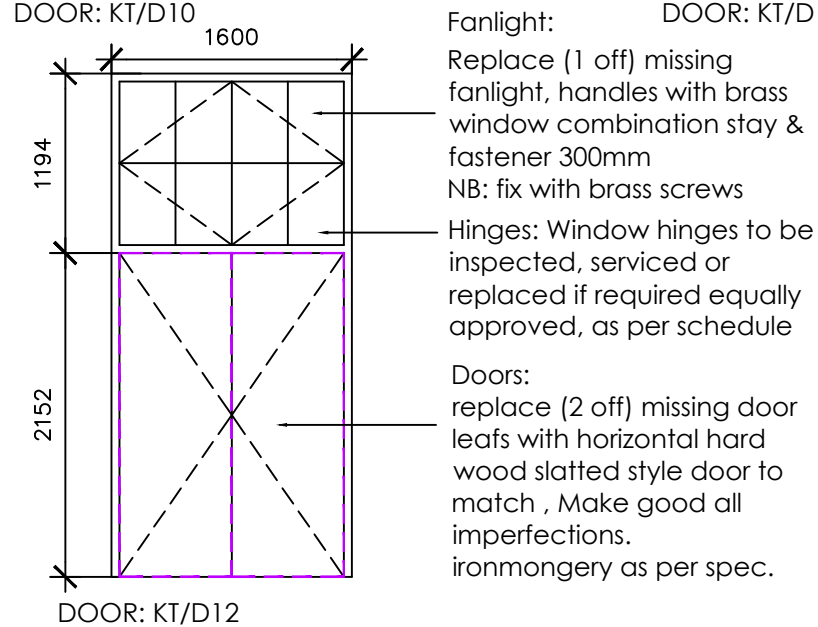 DOOR: KT/D10
DOOR: KT/D
1600
1194
2152
Fanlight:
Replace (1 off) missing
fanlight, handles with brass
window combination stay &
fastener 300mm
NB: fix with brass screws
Hinges: Window hinges to be
inspected, serviced or
replaced if required equally
approved, as per schedule
Doors:
replace (2 off) missing door
leafs with horizontal hard
wood slatted style door to
match , Make good all
imperfections.
ironmongery as per spec.
DOOR: KT/D12